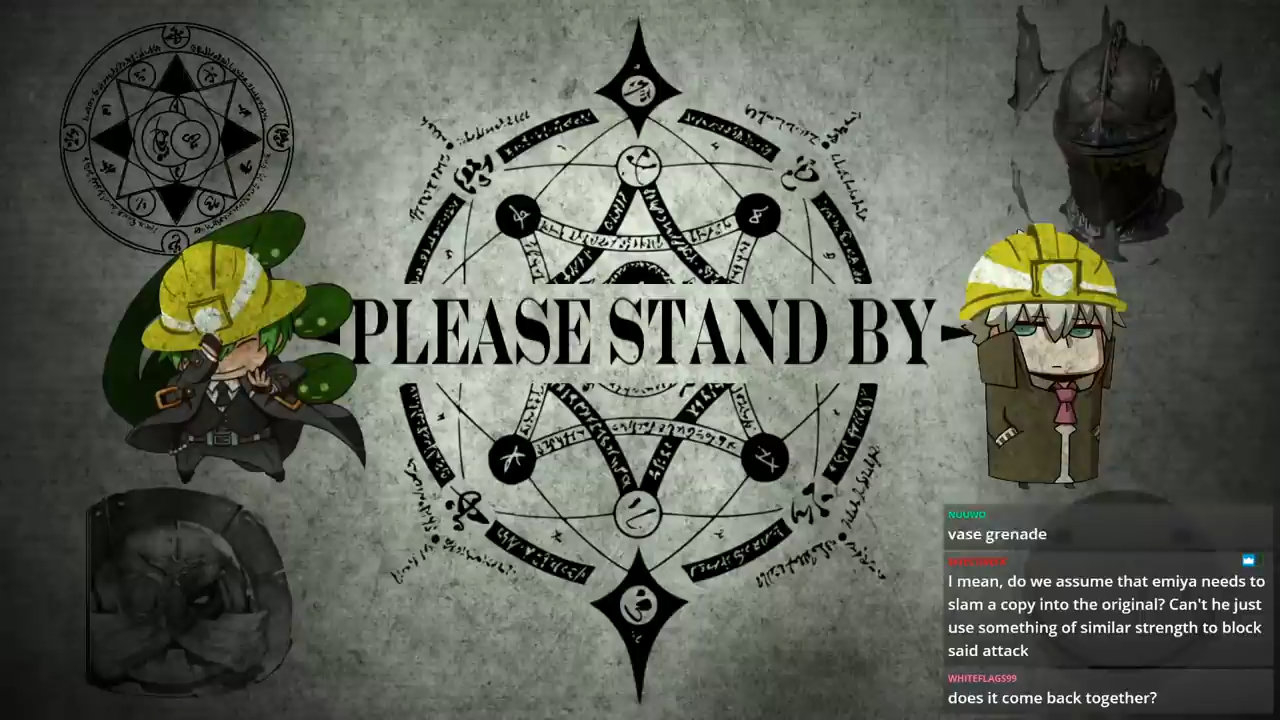 PLEASE STAND BY
NUUWD
vase grenade
I mean, do we assume that emiya needs to
slam a copy into the original? Can't he just
use something of similar strength to block
said attack
WHITEFLAGS99
does it come back together?